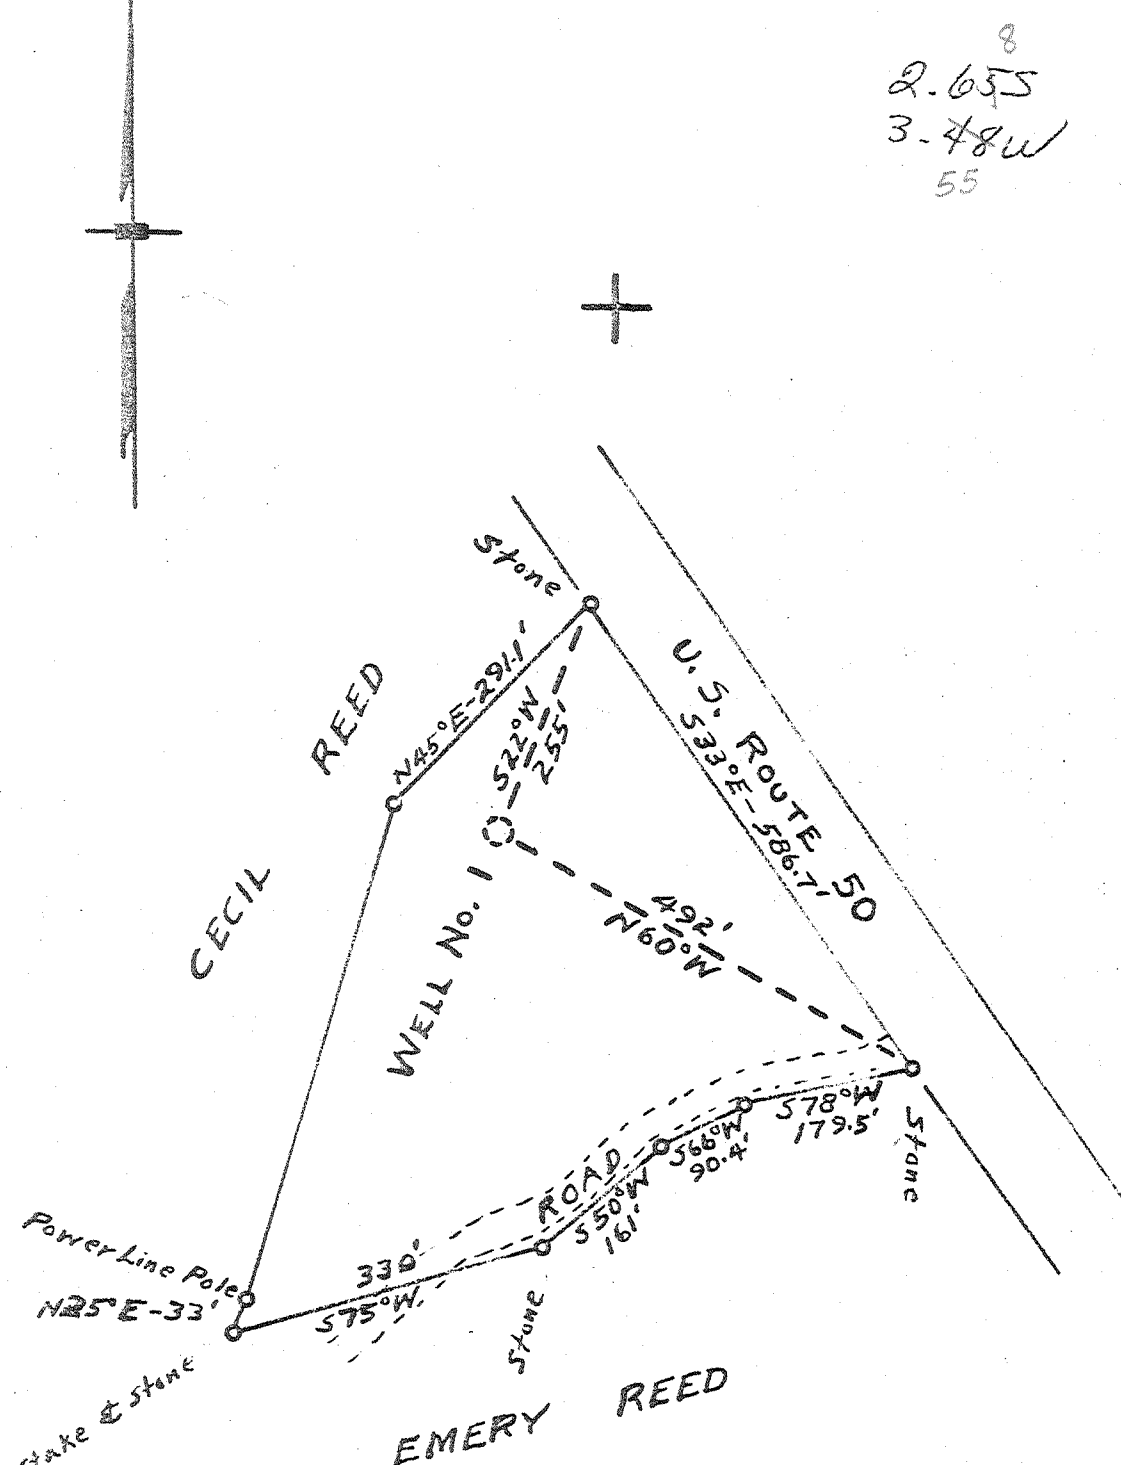 8
2.65S
3.48W
55
Stone
REED
N45°E-291.1'
S22°W
255'
U.S. ROUTE 50
S33°E-586.7'
CECIL
WELL No. 1
492'
N60°W
S78°W
179.5'
Stone
S66°W
90.4'
ROAD
S50°W
161'
Power Line Pole
N25°E-33'
330'
S75°W
Stone
Stake & Stone
EMERY REED